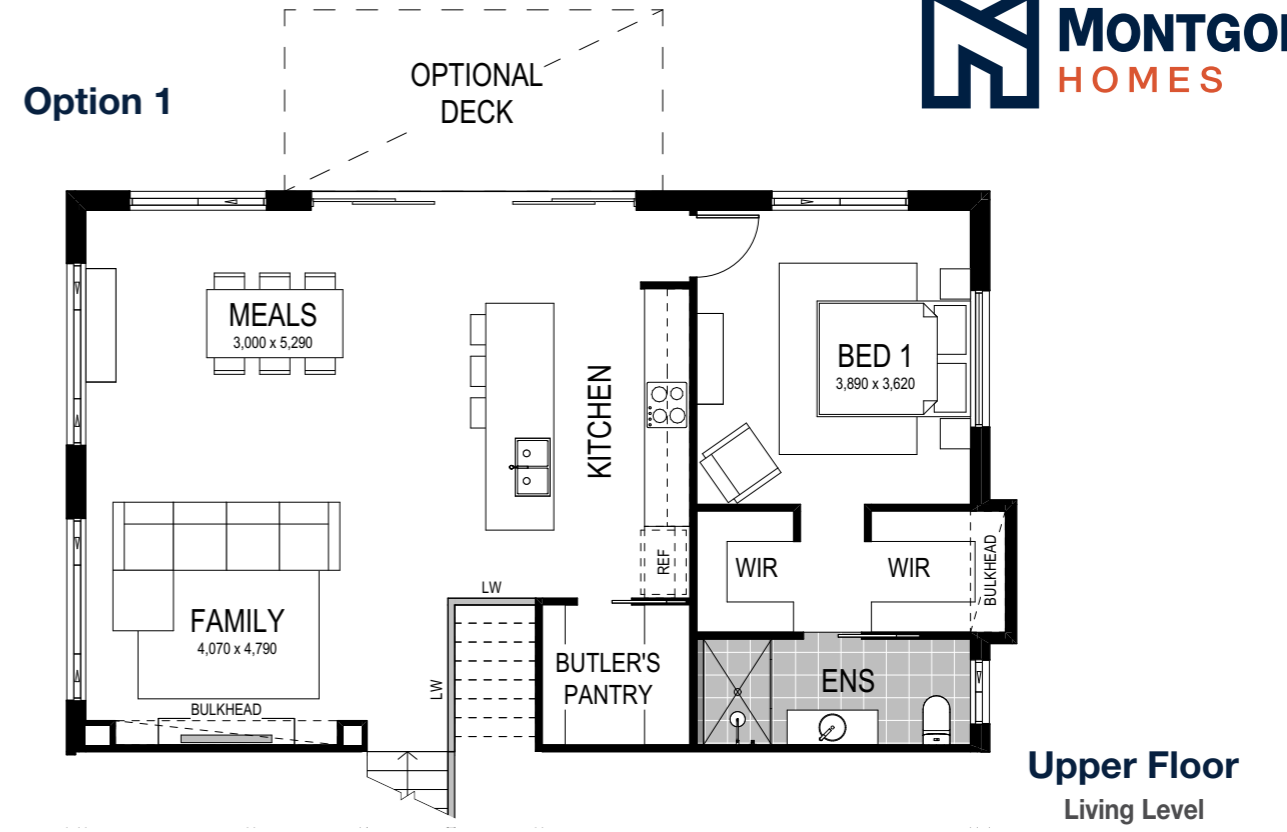 Option 1
OPTIONAL
DECK
HOMES
MEALS
3,000 x 5,290
KITCHEN
BED 1
3,890 x 3,620
REF
WIR
WIR
BULKHEAD
LW
LW
FAMILY
4,070 x 4,790
BULKHEAD
BUTLER'S
PANTRY
ENS
Upper Floor
Living Level